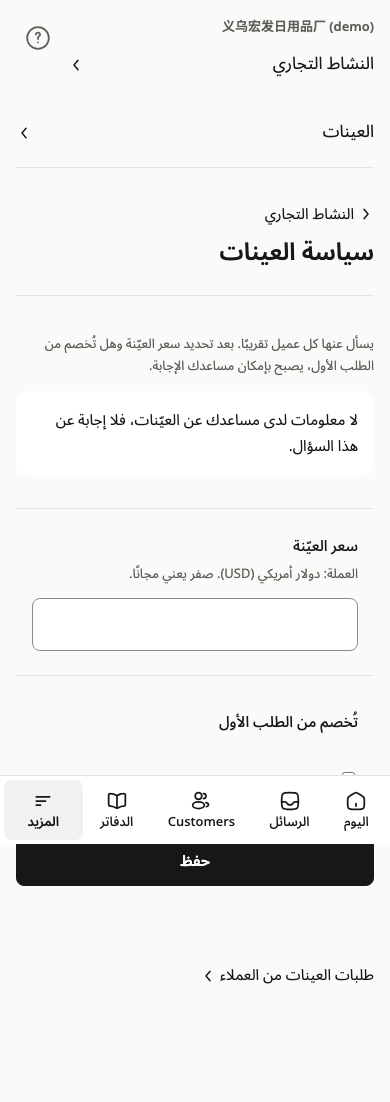 义乌宏发日用品厂 (demo)
النشاط التجاري
العينات
النشاط التجاري
سياسة العينات
يسأل عنها كل عميل تقريبًا. بعد تحديد سعر العيّنة وهل تُخصم من
الطلب الأول، يصبح بإمكان مساعدك الإجابة.
لا معلومات لدى مساعدك عن العيّنات، فلا إجابة عن
هذا السؤال.
سعر العيّنة
العملة: دولار أمريكي (USD). صفر يعني مجانًا.
تُخصم من الطلب الأول
اليوم
الرسائل
Customers
الدفاتر
المزيد
حفظ
طلبات العينات من العملاء